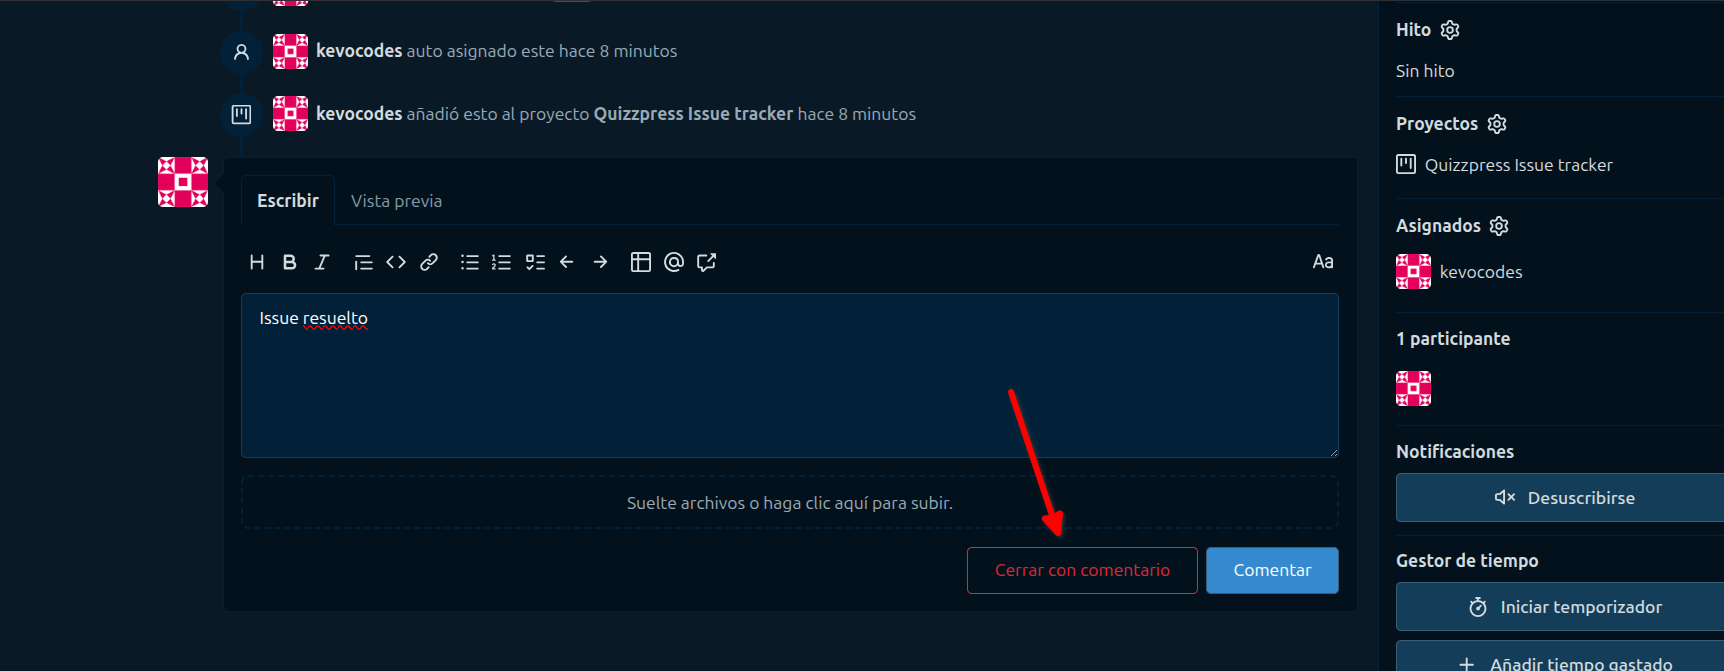 kevocodes auto asignado este hace 8 minutos
kevocodes añadió esto al proyecto Quizzpress Issue tracker hace 8 minutos
Escribir Vista previa
H B I Aa
Issue resuelto
Suelte archivos o haga clic aquí para subir.
Cerrar con comentario Comentar
Hito
Sin hito
Proyectos
Quizzpress Issue tracker
Asignados
kevocodes
1 participante
Notificaciones
Desuscribirse
Gestor de tiempo
Iniciar temporizador
Añadir tiempo gastado